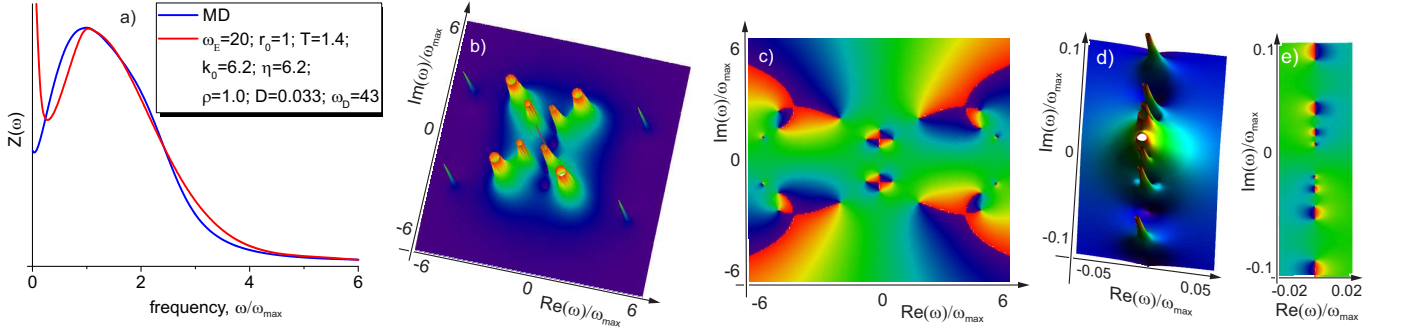 a)
MD
ω_E=20; r_0=1; T=1.4;
k_0=6.2; η=6.2;
ρ=1.0; D=0.033; ω_D=43
Z(ω)
0
2
4
6
frequency, ω/ω_max
b)
Im(ω)/ω_max
6
0
-6
-6
0
6
Re(ω)/ω_max
c)
Im(ω)/ω_max
6
0
-6
-6
0
6
Re(ω)/ω_max
d)
Im(ω)/ω_max
0.1
0
-0.1
-0.05
0.05
Re(ω)/ω_max
e)
Im(ω)/ω_max
0.1
0
-0.1
-0.02
0.02
Re(ω)/ω_max